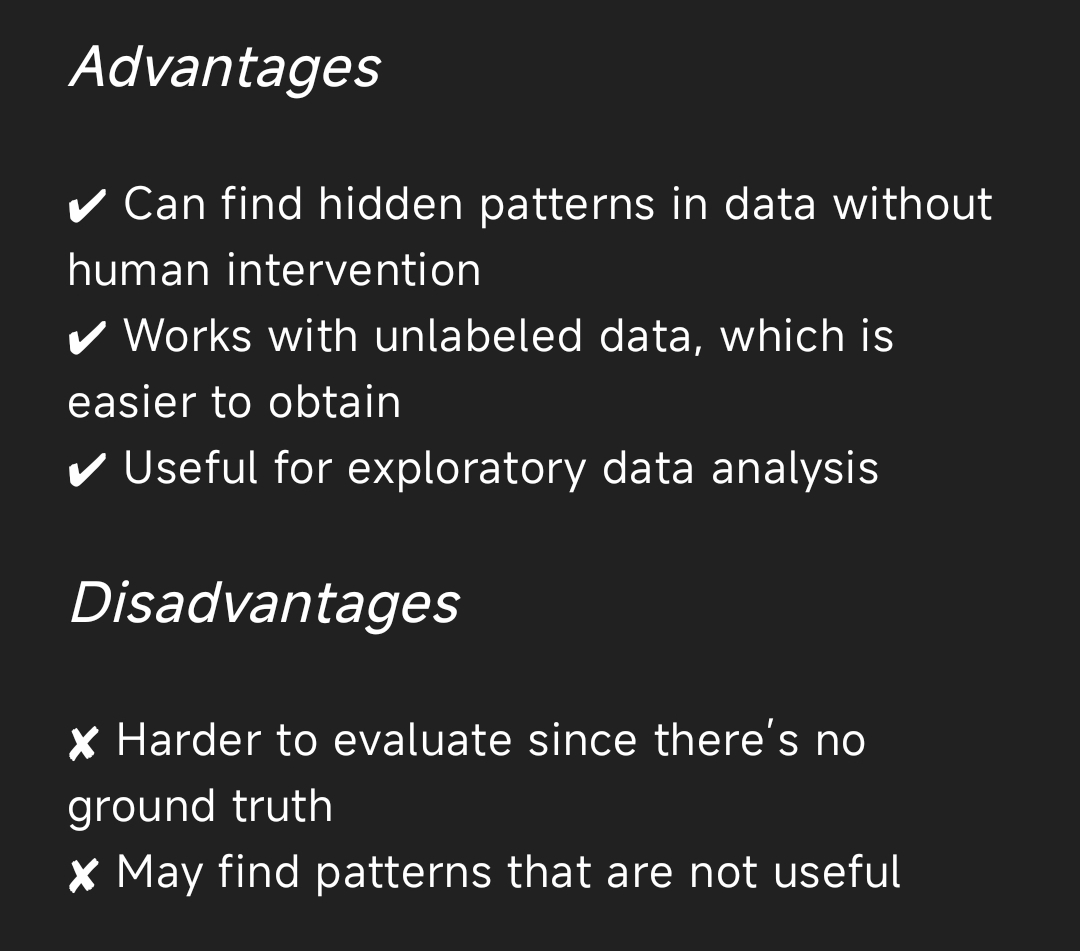 Advantages
✔ Can find hidden patterns in data without
human intervention
✔ Works with unlabeled data, which is
easier to obtain
✔ Useful for exploratory data analysis
Disadvantages
✘ Harder to evaluate since there's no
ground truth
✘ May find patterns that are not useful